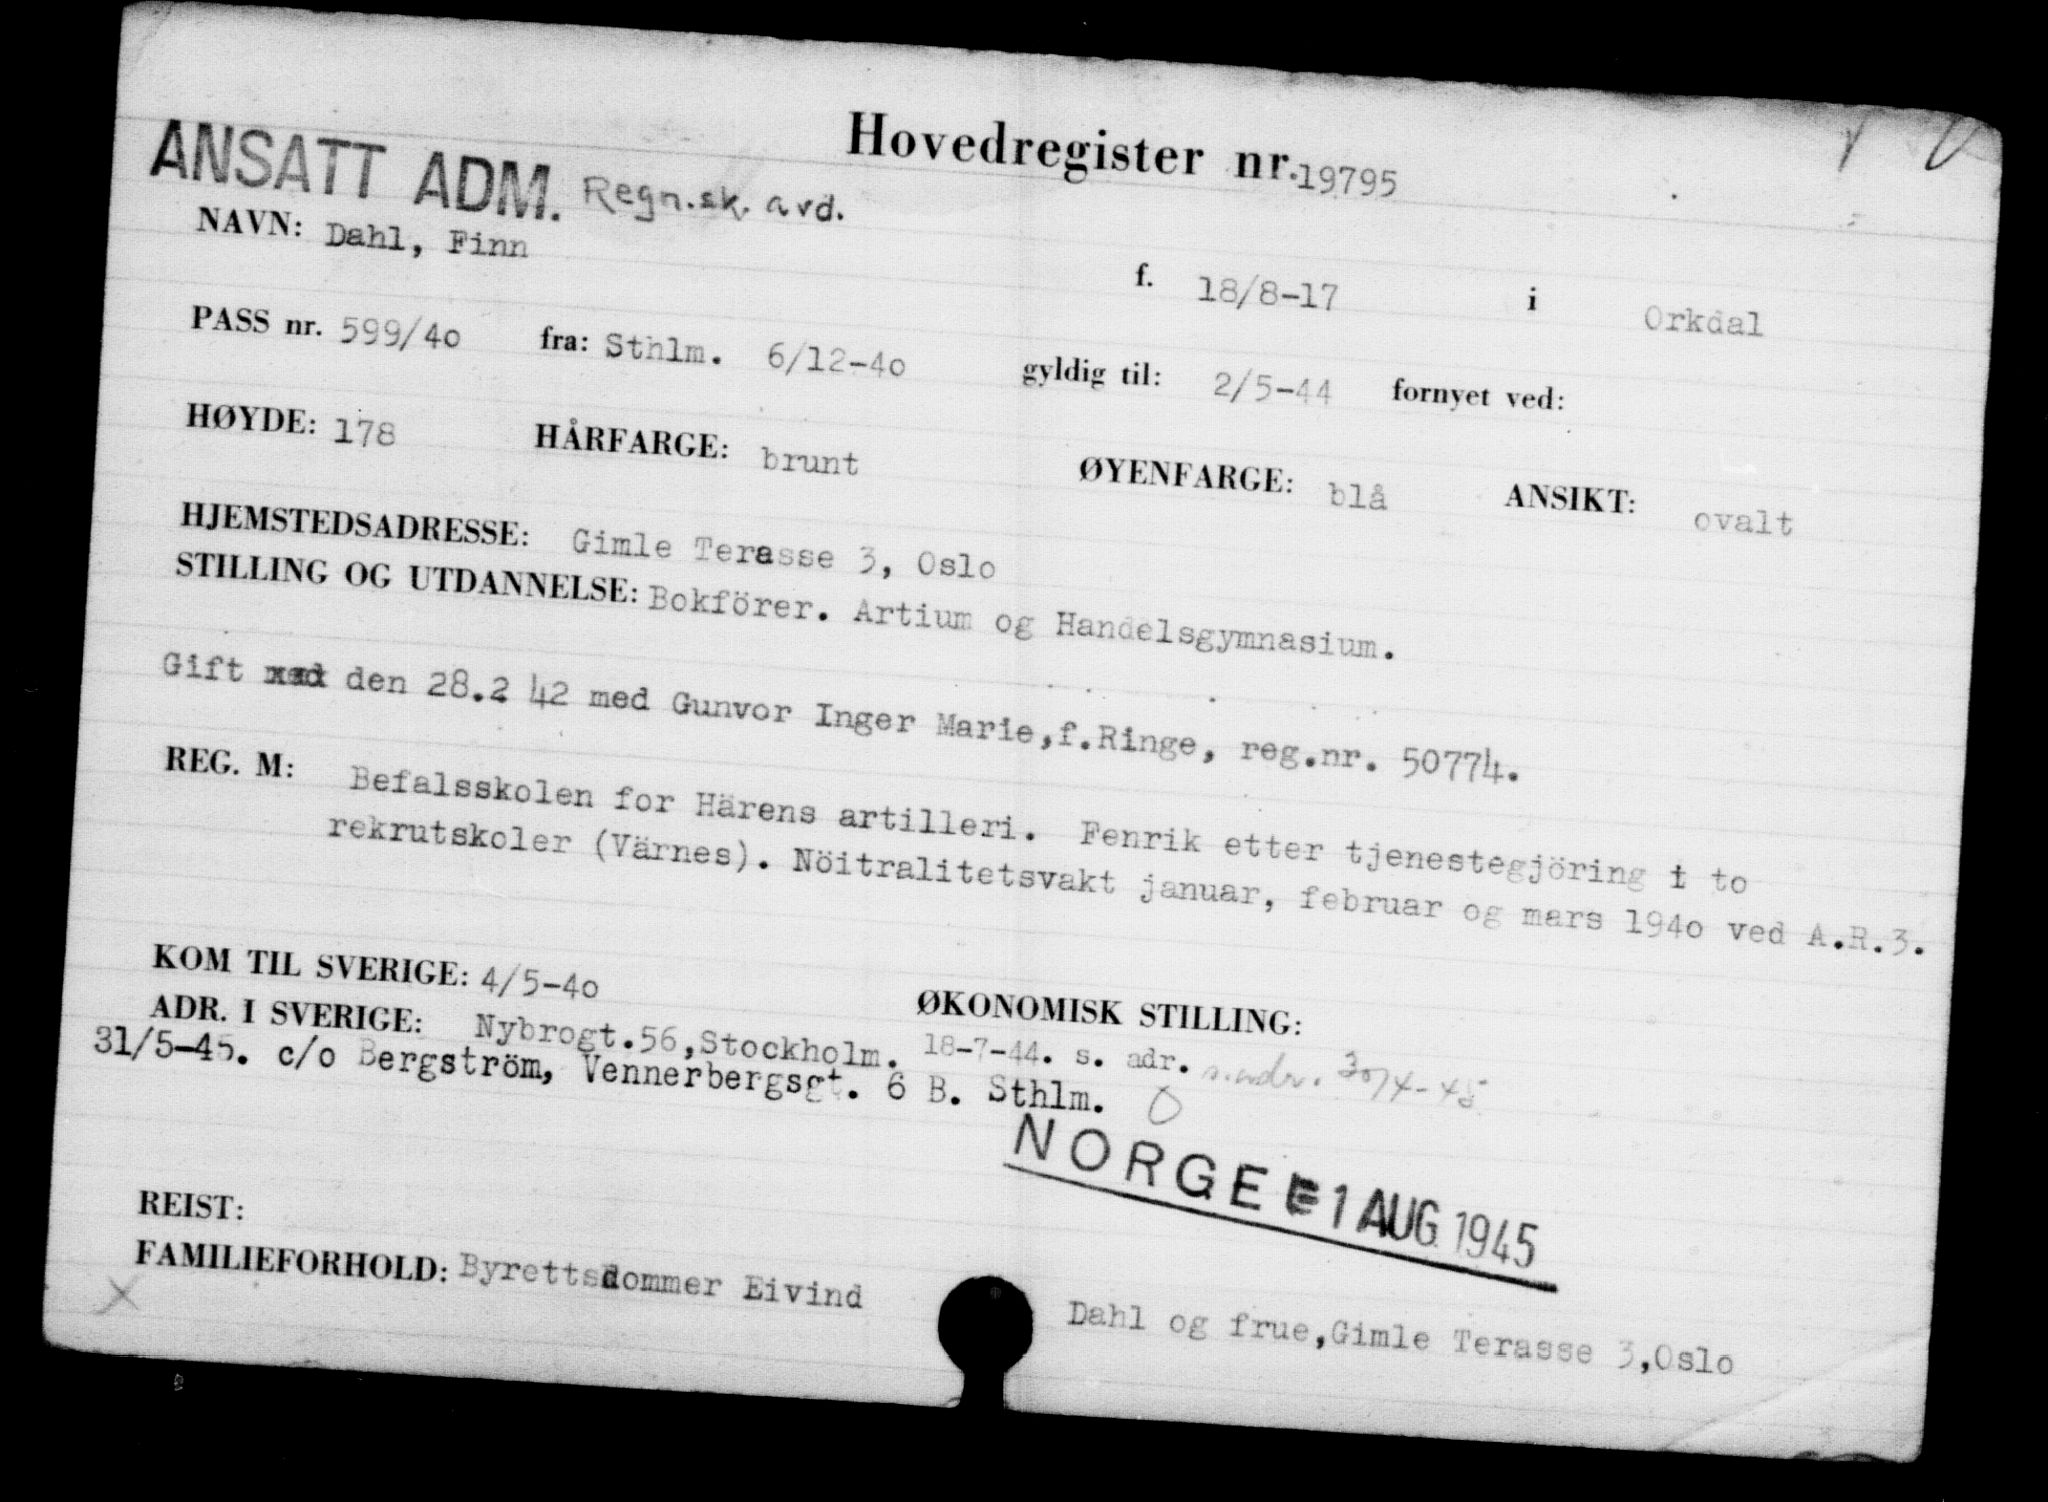 Hovedregister nr. 19795
ANSATT ADM. Regn.sk. avd.
NAVN: Dahl, Finn f. 18/8-17 i Orkdal
PASS nr. 599/40 fra: Sthlm. 6/12-40 gyldig til: 2/5-44 fornyet ved:
HØYDE: 178 HÅRFARGE: brunt ØYENFARGE: blå ANSIKT: ovalt
HJEMSTEDSADRESSE: Gimle Terasse 3, Oslo
STILLING OG UTDANNELSE: Bokförer. Artium og Handelsgymnasium.
Gift den 28.2 42 med Gunvor Inger Marie,f.Ringe, reg.nr. 50774.
REG. M: Befalsskolen for Härens artilleri. Fenrik etter tjenestegjöring i to
rekrutskoler (Värnes). Nöitralitetsvakt januar, februar og mars 1940 ved A.R.3.
KOM TIL SVERIGE: 4/5-40 ØKONOMISK STILLING:
ADR. I SVERIGE: Nybrogt.56,Stockholm. 18-7-44. s. adr. s. adr. 30/4-45
31/5-45. c/o Bergström, Vennerbergsgt. 6 B. Sthlm.
NORGE -1 AUG 1945
REIST:
FAMILIEFORHOLD: Byrettsdommer Eivind Dahl og frue,Gimle Terasse 3,Oslo